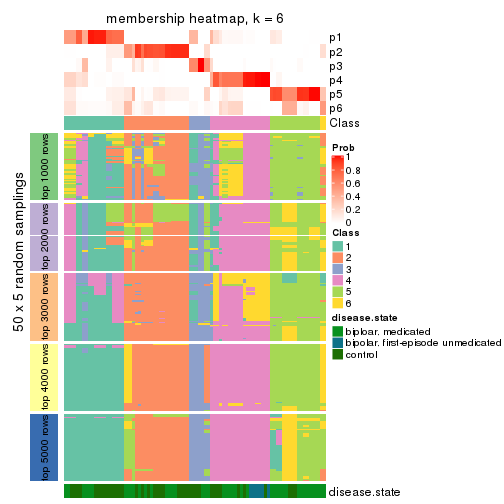 membership heatmap, k = 6
p1
p2
p3
p4
p5
p6
Class
50 x 5 random samplings
top 1000 rows
top 2000 rows
top 3000 rows
top 4000 rows
top 5000 rows
Prob
1
0.8
0.6
0.4
0.2
0
Class
1
2
3
4
5
6
disease.state
biploar. medicated
bipolar. first-episode unmedicated
control
disease.state